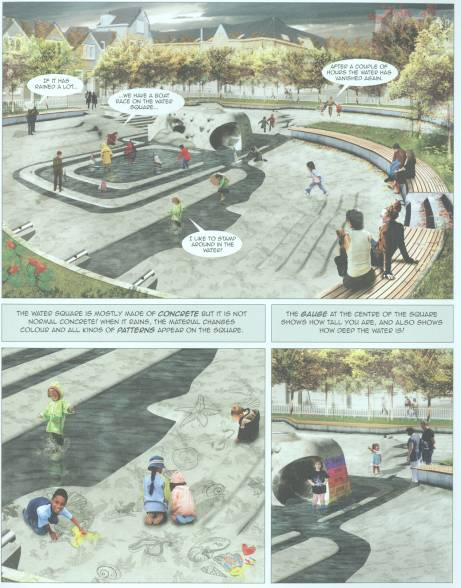 IF IT HAS
RAINED A LOT...
...WE HAVE A BOAT
RACE ON THE WATER
SQUARE...
AFTER A COUPLE OF
HOURS THE WATER HAS
VANISHED AGAIN.
I LIKE TO STAMP
AROUND IN THE
WATER!
THE WATER SQUARE IS MOSTLY MADE OF CONCRETE BUT IT IS NOT
NORMAL CONCRETE! WHEN IT RAINS, THE MATERIAL CHANGES
COLOUR AND ALL KINDS OF PATTERNS APPEAR ON THE SQUARE.
THE GAUGE AT THE CENTRE OF THE SQUARE
SHOWS HOW TALL YOU ARE, AND ALSO SHOWS
HOW DEEP THE WATER IS!